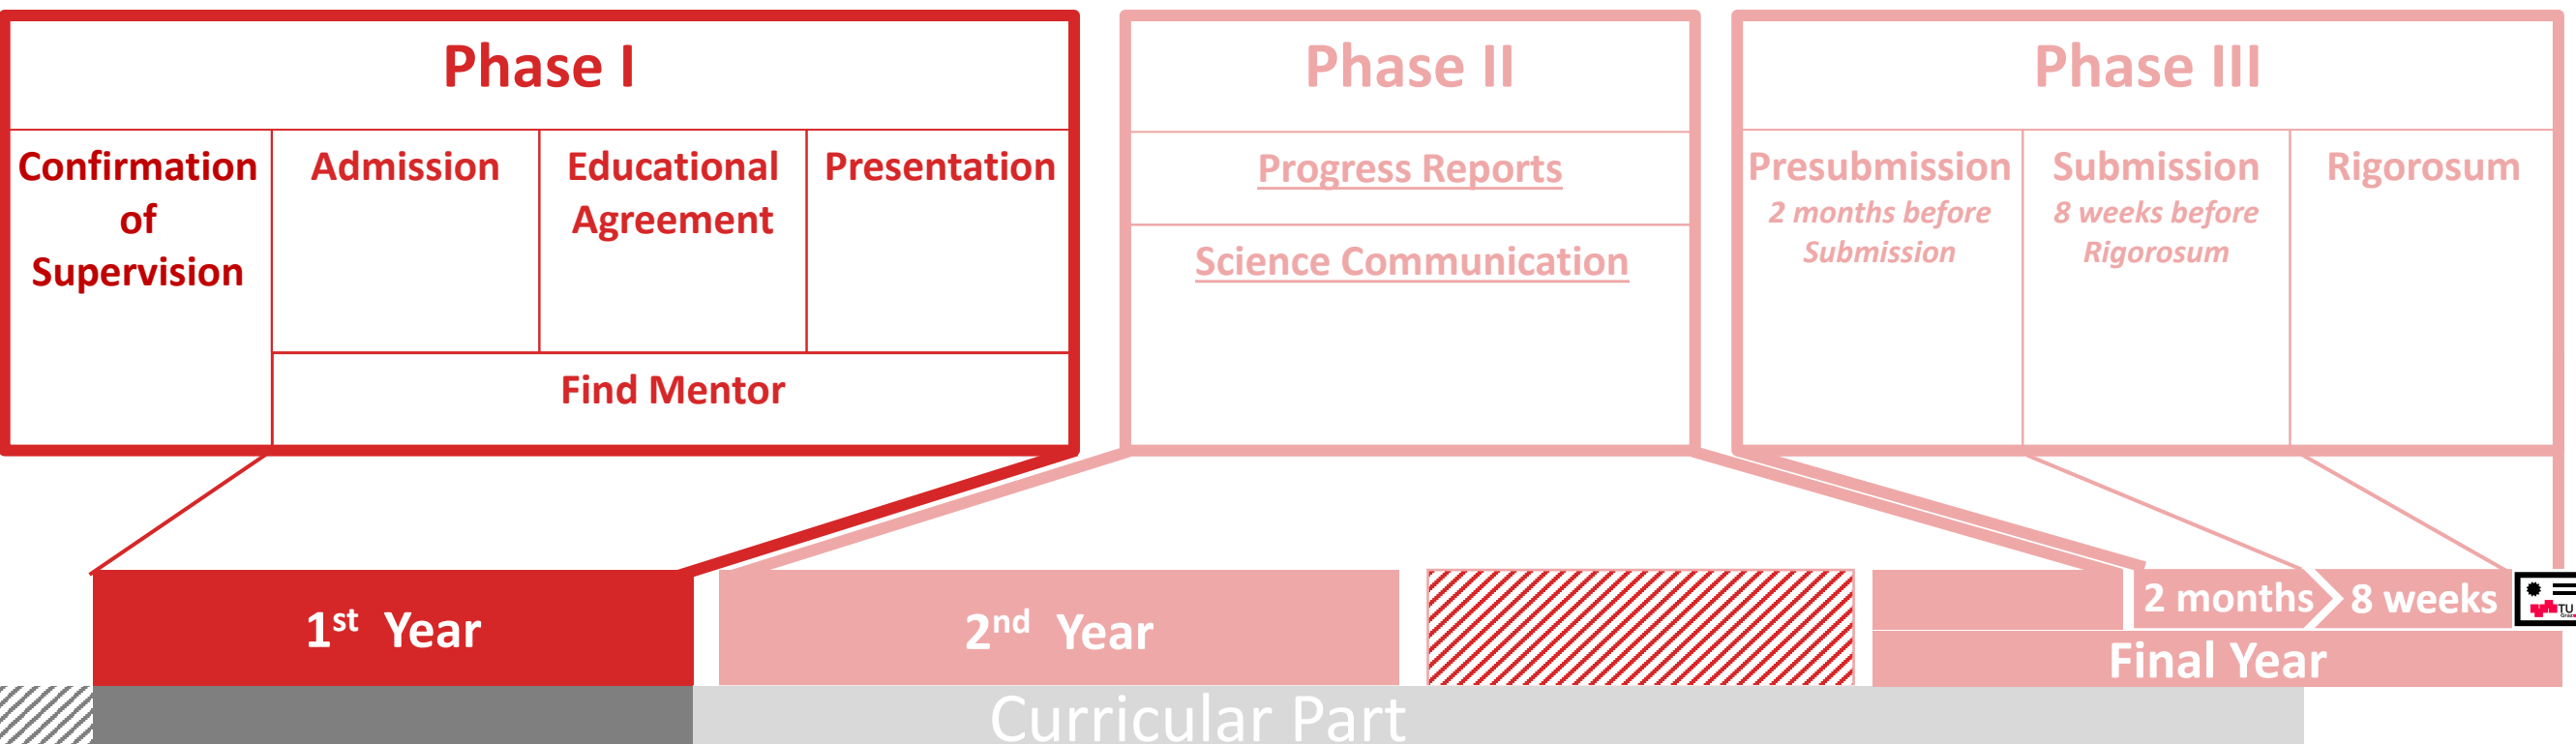 Phase I
Phase II
Phase III
Confirmation
of
Supervision
Admission
Educational
Agreement
Presentation
Find Mentor
Progress Reports
Science Communication
Presubmission
2 months before
Submission
Submission
8 weeks before
Rigorosum
Rigorosum
1st Year
2nd Year
2 months
8 weeks
TU
Final Year
Curricular Part